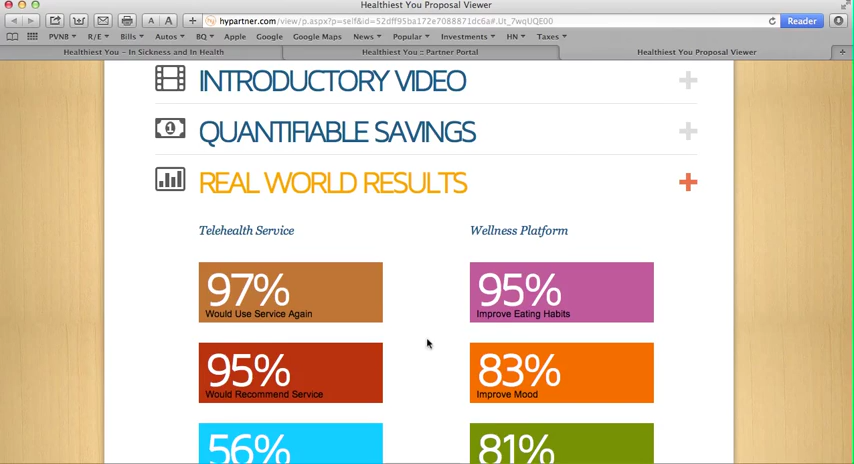 Healthiest You Proposal Viewer
A A
hypartner.com/view/p.aspx?p=self&id=52dff95ba172e7088871dc6a#.Ut_7wqUQE00
Reader
PVNB R/E Bills Autos BQ Apple Google Google Maps News Popular Investments HN Taxes
Healthiest You – In Sickness and In Health
Healthiest You :: Partner Portal
Healthiest You Proposal Viewer
INTRODUCTORY VIDEO
1
QUANTIFIABLE SAVINGS
REAL WORLD RESULTS
Telehealth Service
Wellness Platform
97%
Would Use Service Again
95%
Improve Eating Habits
95%
Would Recommend Service
83%
Improve Mood
56%
81%